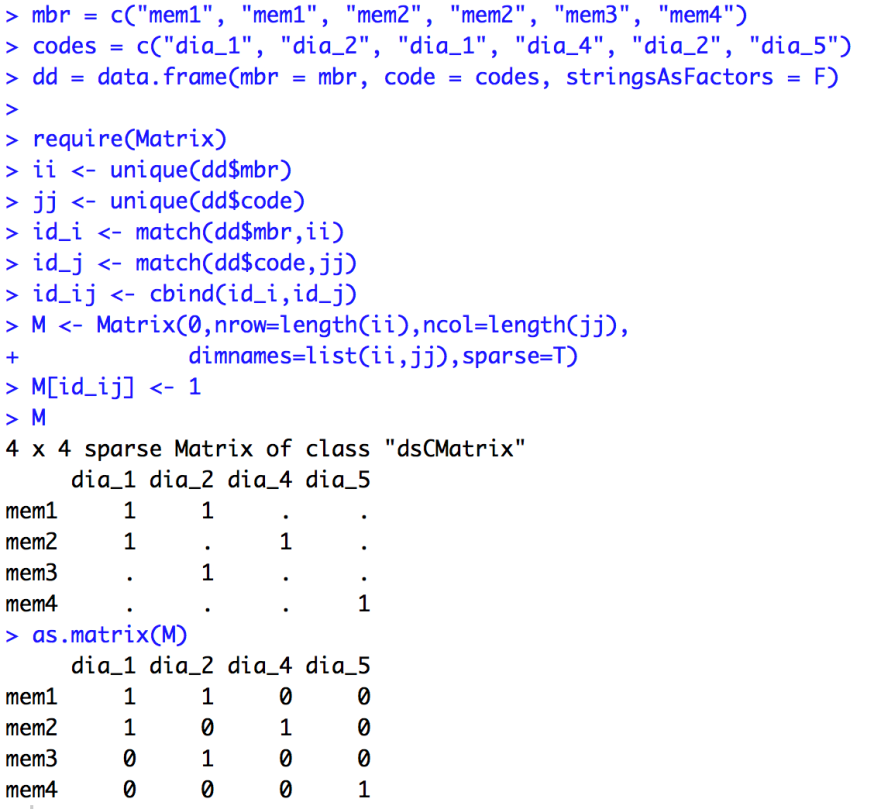 > mbr = c("mem1", "mem1", "mem2", "mem2", "mem3", "mem4")
> codes = c("dia_1", "dia_2", "dia_1", "dia_4", "dia_2", "dia_5")
> dd = data.frame(mbr = mbr, code = codes, stringsAsFactors = F)
>
> require(Matrix)
> ii <- unique(dd$mbr)
> jj <- unique(dd$code)
> id_i <- match(dd$mbr,ii)
> id_j <- match(dd$code,jj)
> id_ij <- cbind(id_i,id_j)
> M <- Matrix(0,nrow=length(ii),ncol=length(jj),
+             dimnames=list(ii,jj),sparse=T)
> M[id_ij] <- 1
> M
4 x 4 sparse Matrix of class "dsCMatrix"
     dia_1 dia_2 dia_4 dia_5
mem1     1     1     .     .
mem2     1     .     1     .
mem3     .     1     .     .
mem4     .     .     .     1
> as.matrix(M)
     dia_1 dia_2 dia_4 dia_5
mem1     1     1     0     0
mem2     1     0     1     0
mem3     0     1     0     0
mem4     0     0     0     1